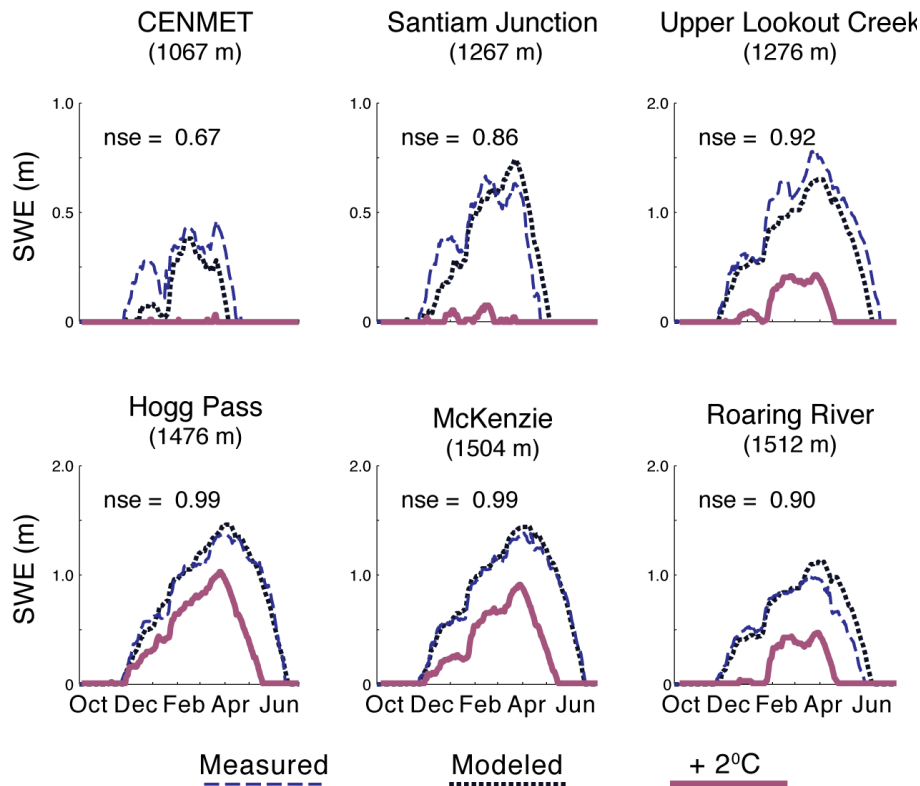 CENMET
(1067 m)
Santiam Junction
(1267 m)
Upper Lookout Creek
(1276 m)
SWE (m)
1.0
0.5
0
nse = 0.67
1.0
0.5
0
nse = 0.86
2.0
1.0
0
nse = 0.92
Hogg Pass
(1476 m)
McKenzie
(1504 m)
Roaring River
(1512 m)
SWE (m)
2.0
1.0
0
nse = 0.99
2.0
1.0
0
nse = 0.99
2.0
1.0
0
nse = 0.90
Oct Dec Feb Apr Jun
Oct Dec Feb Apr Jun
Oct Dec Feb Apr Jun
Measured
Modeled
+ 2⁰C